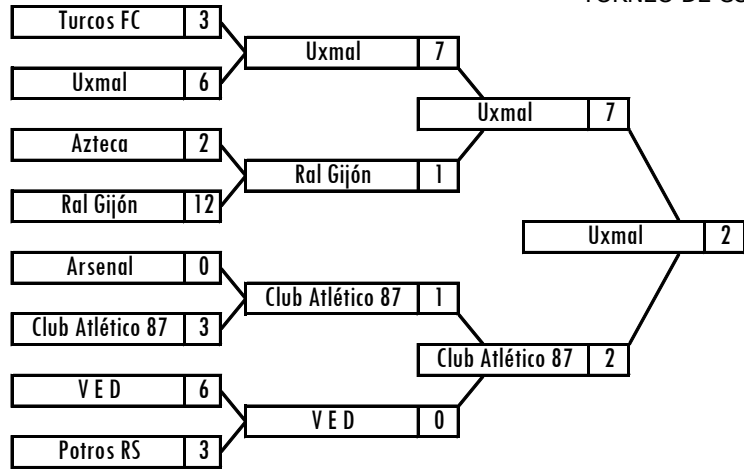 TORNEO DE
Turcos FC 3
Uxmal 7
Uxmal 6
Uxmal 7
Azteca 2
Ral Gijón 1
Ral Gijón 12
Uxmal 2
Arsenal 0
Club Atlético 87 1
Club Atlético 87 3
Club Atlético 87 2
V E D 6
V E D 0
Potros RS 3